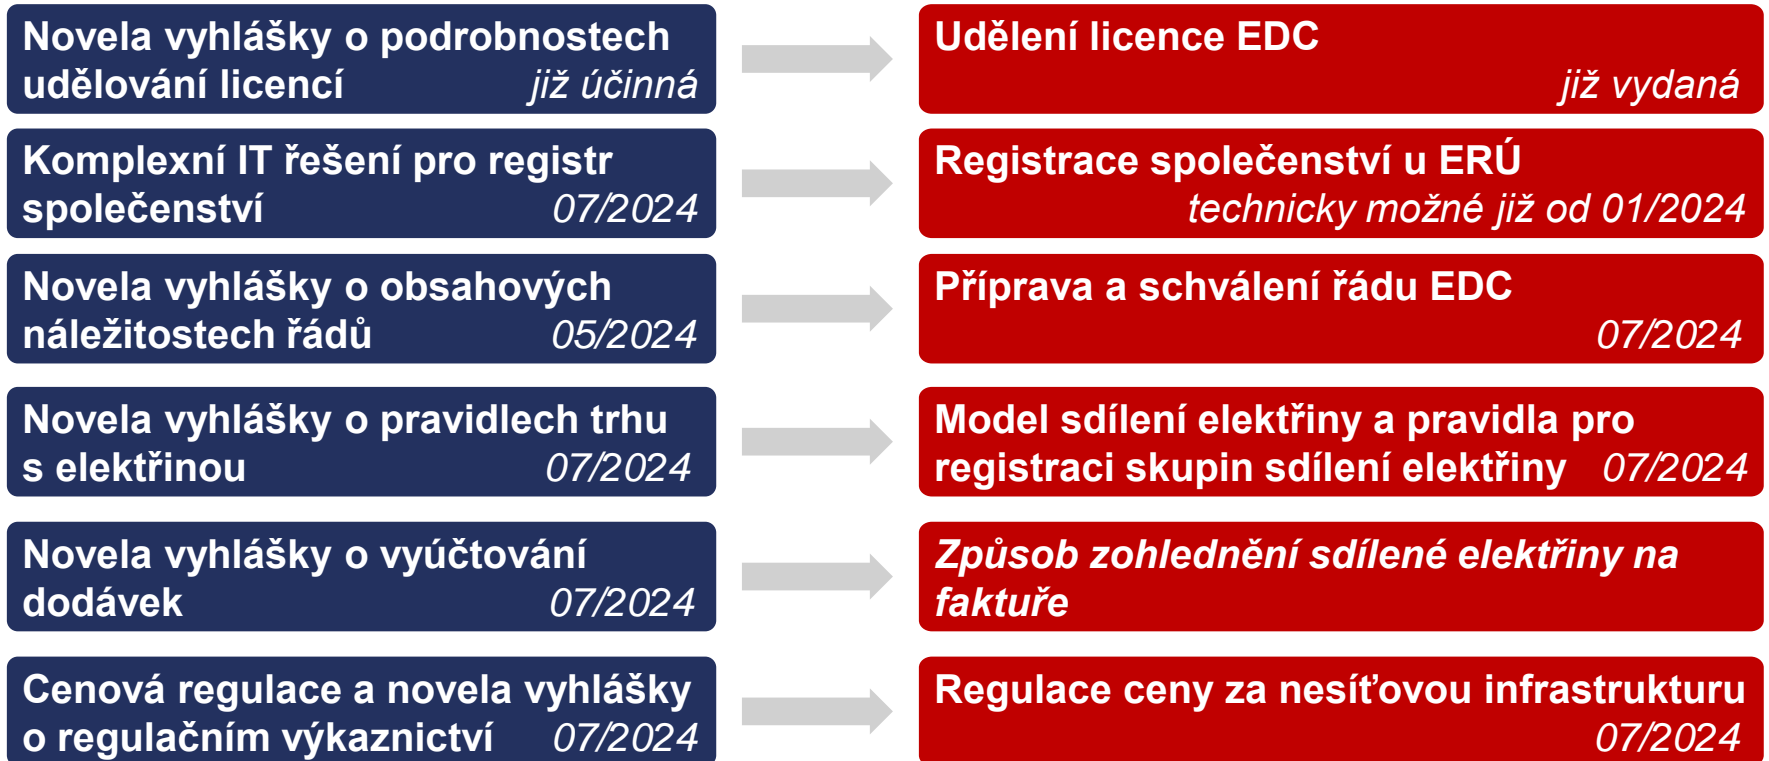 Novela vyhlášky o podrobnostech
udělování licencí již účinná
Udělení licence EDC
již vydaná
Komplexní IT řešení pro registr
společenství 07/2024
Registrace společenství u ERÚ
technicky možné již od 01/2024
Novela vyhlášky o obsahových
náležitostech řádů 05/2024
Příprava a schválení řádu EDC
07/2024
Novela vyhlášky o pravidlech trhu
s elektřinou 07/2024
Model sdílení elektřiny a pravidla pro
registraci skupin sdílení elektřiny 07/2024
Novela vyhlášky o vyúčtování
dodávek 07/2024
Způsob zohlednění sdílené elektřiny na
faktuře
Cenová regulace a novela vyhlášky
o regulačním výkaznictví 07/2024
Regulace ceny za nesíťovou infrastrukturu
07/2024